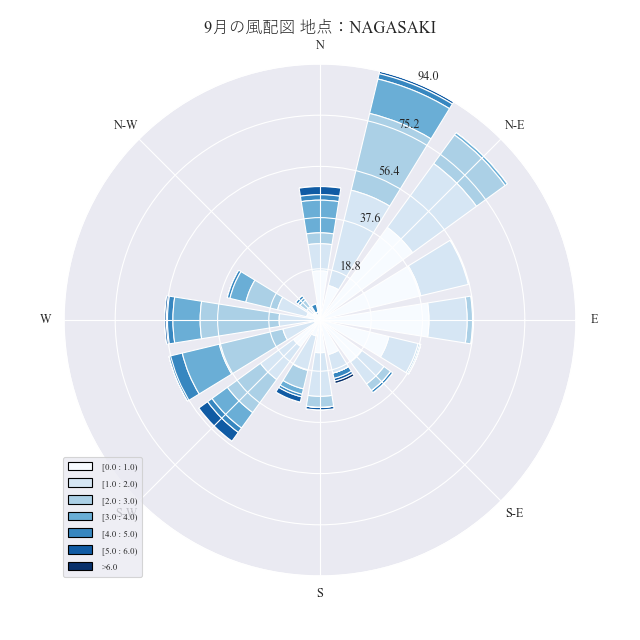 9月の風配図 地点：NAGASAKI
N
94.0
N-W
N-E
75.2
56.4
37.6
18.8
W
E
[0.0 : 1.0)
[1.0 : 2.0)
[2.0 : 3.0)
S-W
S-E
[3.0 : 4.0)
[4.0 : 5.0)
[5.0 : 6.0)
>6.0
S